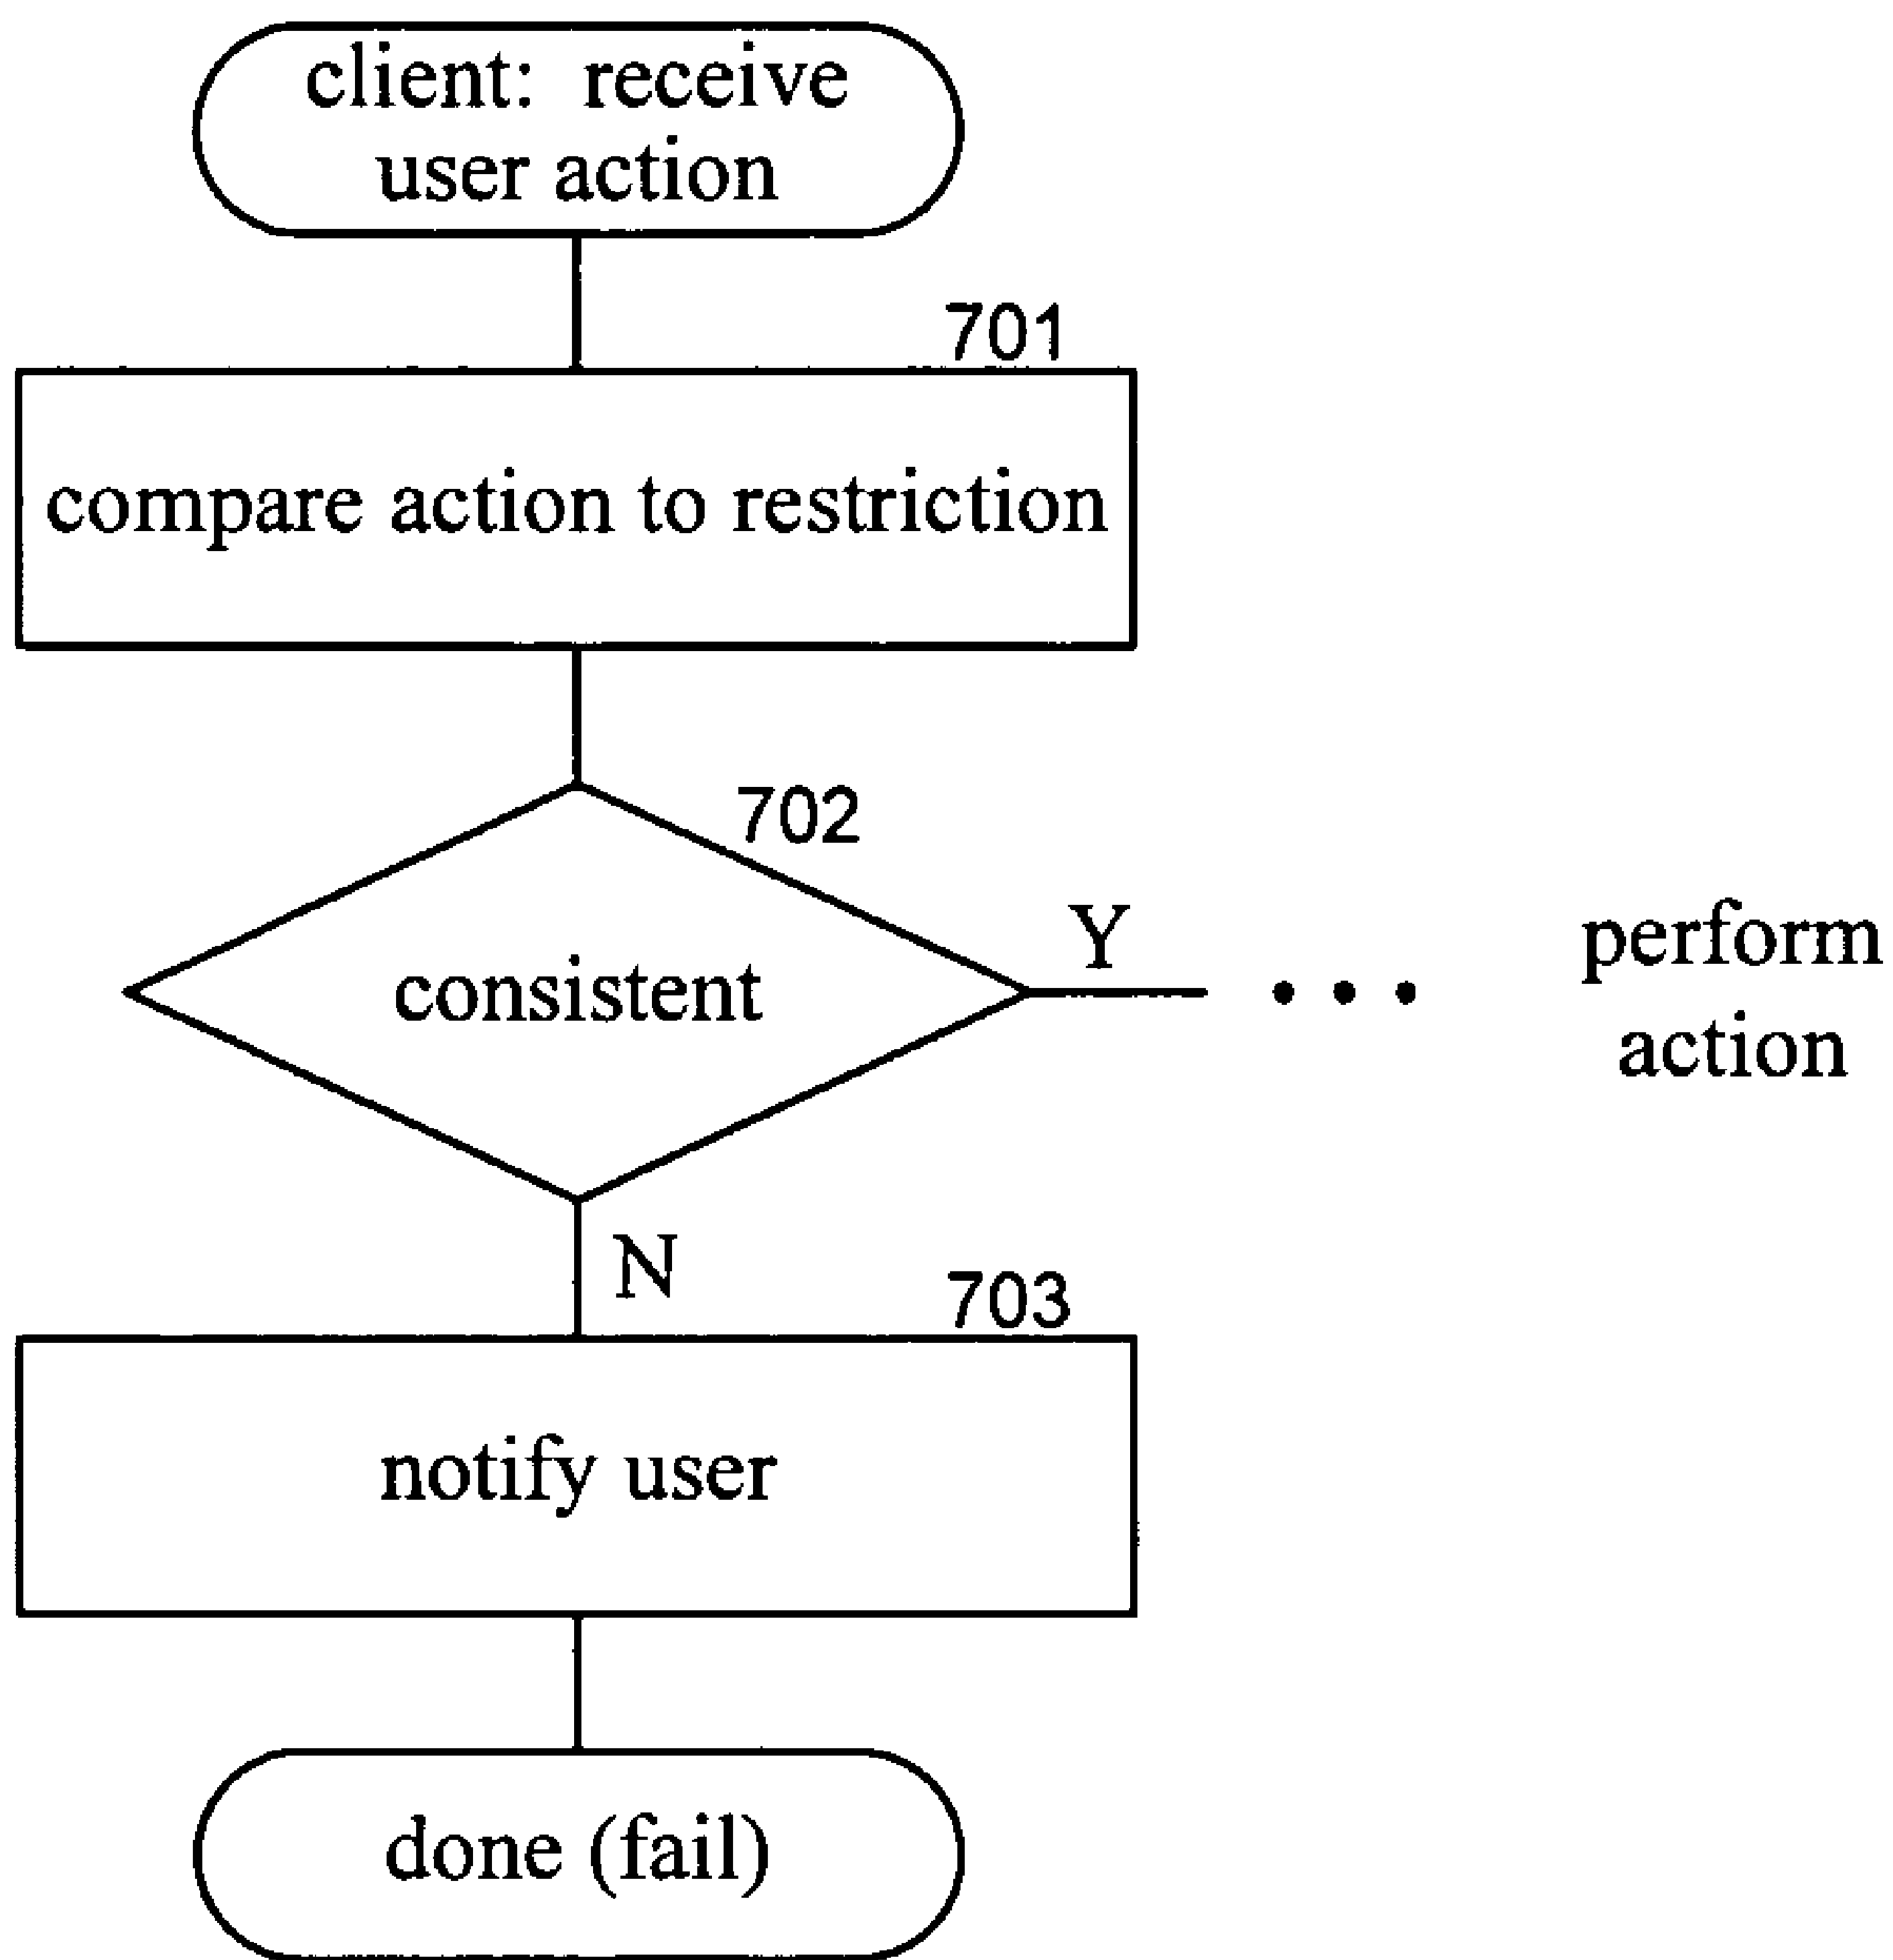 client: receive
user action
701
compare action to restriction
702
consistent
Y
perform
action
N
703
notify user
done (fail)